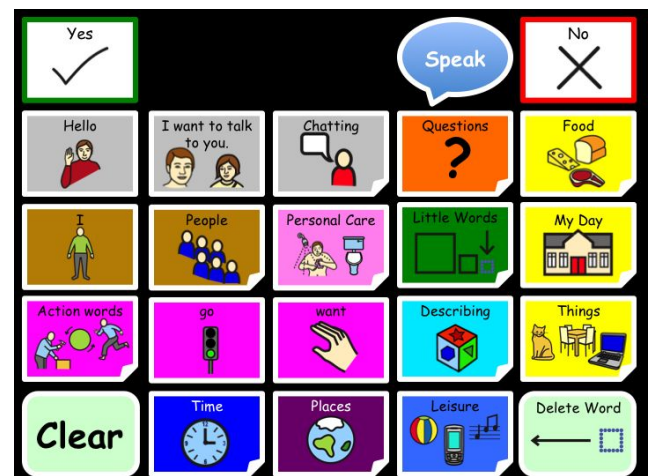 Yes
Speak
No
Hello
I want to talk
to you.
Chatting
Questions
?
Food
I
People
Personal Care
Little Words
My Day
Action words
go
want
Describing
Things
Clear
Time
Places
Leisure
Delete Word